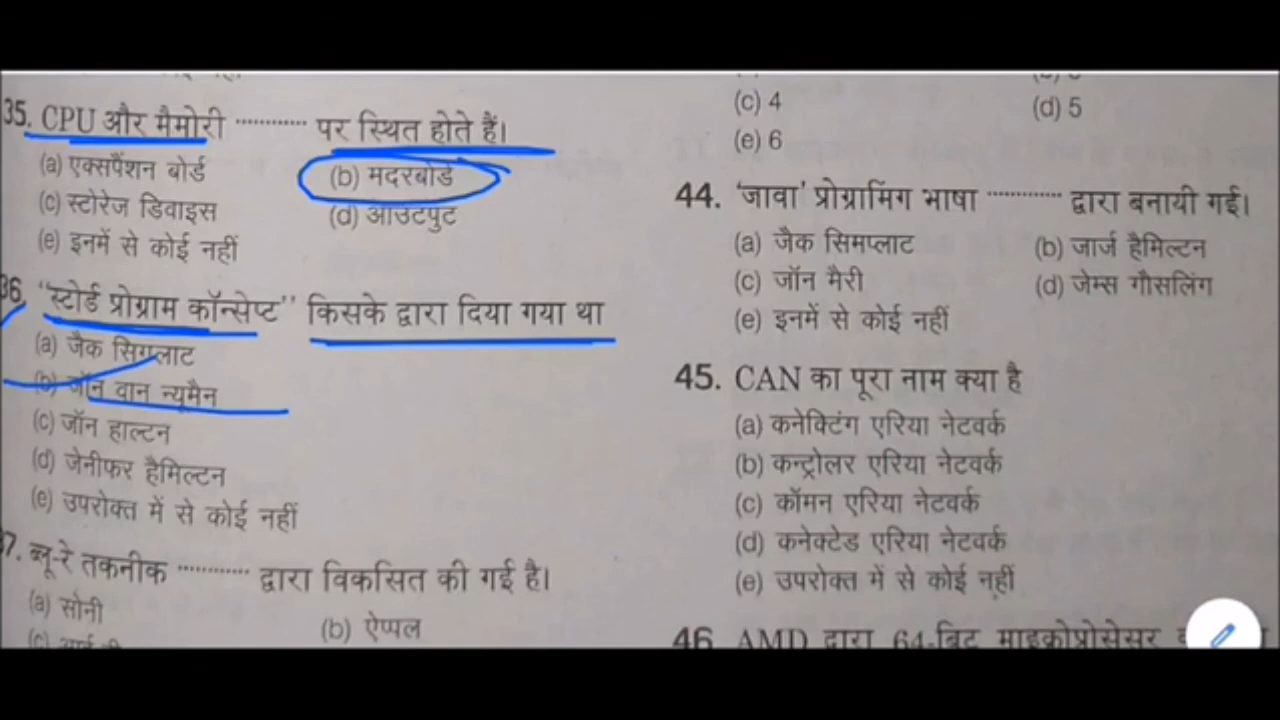 35. CPU और मैमोरी ............ पर स्थित होते हैं।
(a) एक्सपैंशन बोर्ड (b) मदरबोर्ड
(c) स्टोरेज डिवाइस (d) आउटपुट
(e) इनमें से कोई नहीं
36. “स्टोर्ड प्रोग्राम कॉन्सेप्ट” किसके द्वारा दिया गया था
(a) जैक सिग्लाट
(b) जॉन वान न्यूमैन
(c) जॉन हाल्टन
(d) जेनीफर हैमिल्टन
(e) उपरोक्त में से कोई नहीं
37. ब्लू-रे तकनीक ............ द्वारा विकसित की गई है।
(a) सोनी (b) ऐप्पल
(c) 4 (d) 5
(e) 6
44. ‘जावा’ प्रोग्रामिंग भाषा ............ द्वारा बनायी गई।
(a) जैक सिमप्लाट (b) जार्ज हैमिल्टन
(c) जॉन मैरी (d) जेम्स गौसलिंग
(e) इनमें से कोई नहीं
45. CAN का पूरा नाम क्या है
(a) कनेक्टिंग एरिया नेटवर्क
(b) कन्ट्रोलर एरिया नेटवर्क
(c) कॉमन एरिया नेटवर्क
(d) कनेक्टेड एरिया नेटवर्क
(e) उपरोक्त में से कोई नहीं
46 AMD द्वारा 64-बिट माइक्रोप्रोसेसर